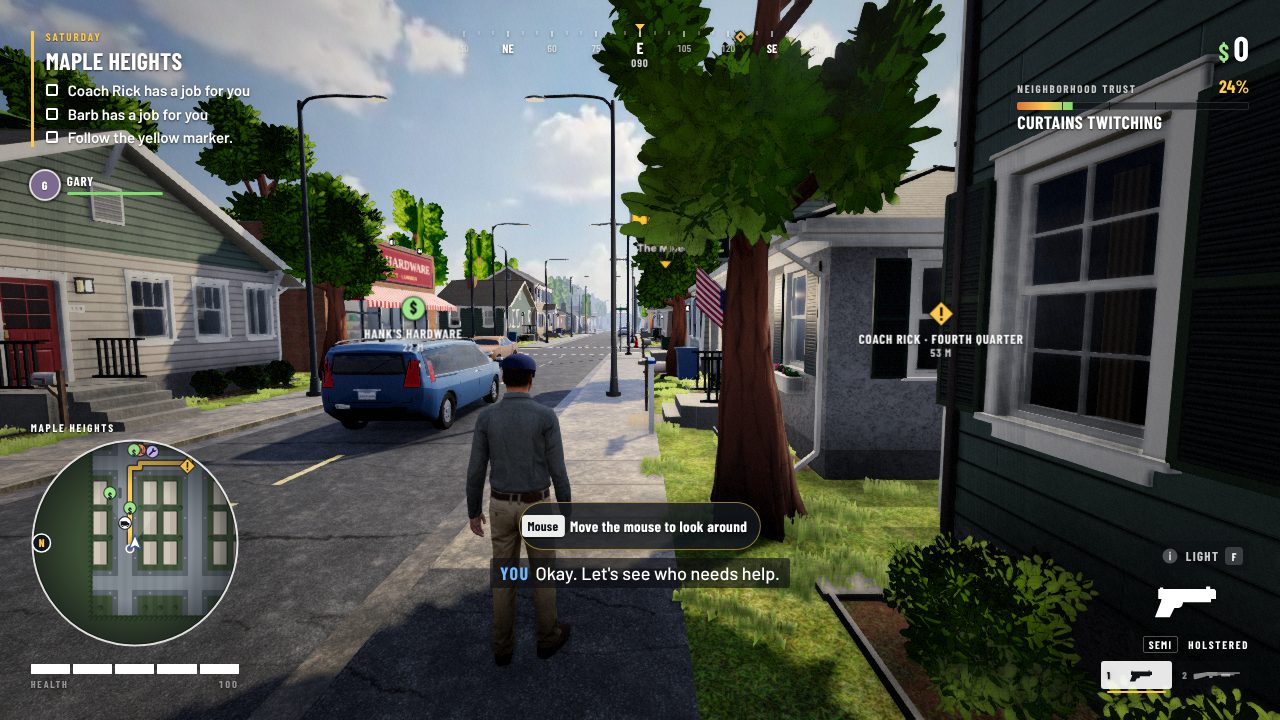 SATURDAY
MAPLE HEIGHTS
Coach Rick has a job for you
Barb has a job for you
Follow the yellow marker.
G
GARY
NE
60
75
E
105
120
SE
090
$0
24%
NEIGHBORHOOD TRUST
CURTAINS TWITCHING
HARDWARE
$
HANK'S HARDWARE
The
!
COACH RICK · FOURTH QUARTER
53 M
MAPLE HEIGHTS
N
Mouse Move the mouse to look around
YOU Okay. Let's see who needs help.
i LIGHT F
SEMI HOLSTERED
1
2
HEALTH 100